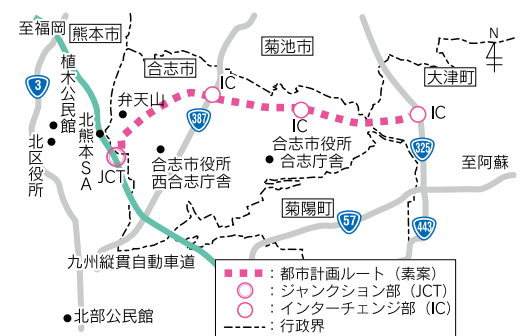 至福岡
熊本市
菊池市
N
3
植木公民館
合志市
IC
大津町
弁天山
387
IC
IC
北熊本SA
北区役所
合志市役所
西合志庁舎
合志市役所
合志庁舎
325
至阿蘇
JCT
菊陽町
57
443
九州縦貫自動車道
:都市計画ルート(素案)
:ジャンクション部(JCT)
:インターチェンジ部(IC)
:行政界
北部公民館